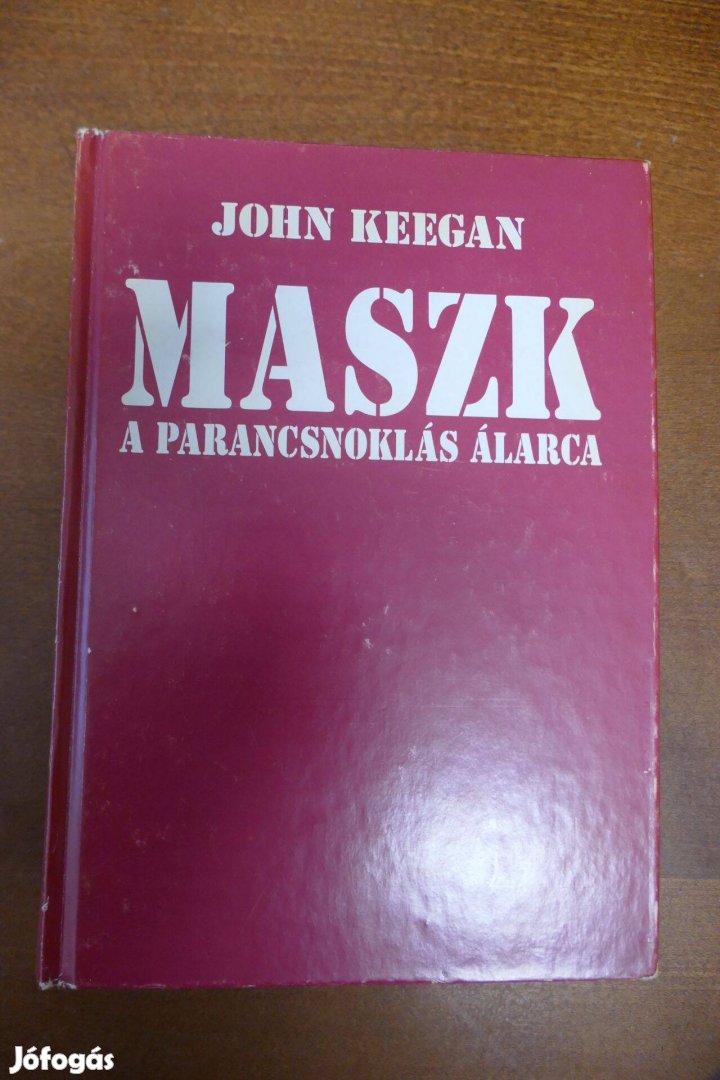 JOHN KEEGAN
MASZK
A PARANCSNOKLÁS ÁLARCA
Jófogás